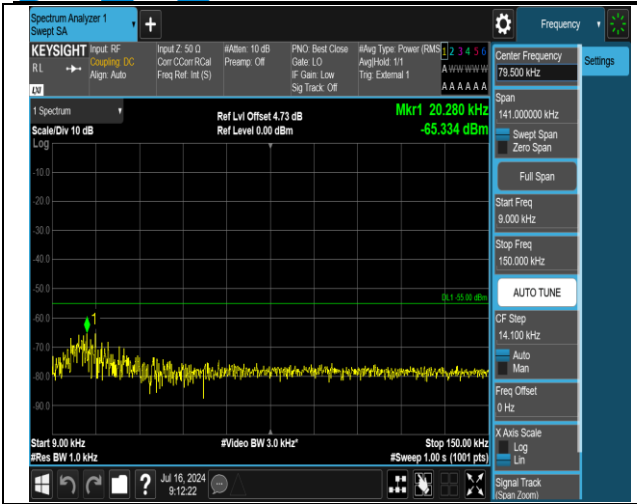 Spectrum Analyzer 1
Swept SA
Frequency
KEYSIGHT
RL
LXI
Input: RF
Coupling: DC
Align: Auto
Input Z: 50 Ω
Corr CCorr RCal
Freq Ref: Int (S)
#Atten: 10 dB
Preamp: Off
PNO: Best Close
Gate: LO
IF Gain: Low
Sig Track: Off
#Avg Type: Power (RMS
Avg|Hold: 1/1
Trig: External 1
1 2 3 4 5 6
A W W W W W
A A A A A A
1 Spectrum
Scale/Div 10 dB
Ref Lvl Offset 4.73 dB
Ref Level 0.00 dBm
Mkr1 20.280 kHz
-65.334 dBm
Log
-10.0
-20.0
-30.0
-40.0
-50.0
DL1 -55.00 dBm
-60.0
1
-70.0
-80.0
-90.0
Start 9.00 kHz
#Res BW 1.0 kHz
#Video BW 3.0 kHz*
Stop 150.00 kHz
#Sweep 1.00 s (1001 pts)
Jul 16, 2024
9:12:22
Center Frequency
79.500 kHz
Settings
Span
141.000000 kHz
Swept Span
Zero Span
Full Span
Start Freq
9.000 kHz
Stop Freq
150.000 kHz
AUTO TUNE
CF Step
14.100 kHz
Auto
Man
Freq Offset
0 Hz
X Axis Scale
Log
Lin
Signal Track
(Span Zoom)